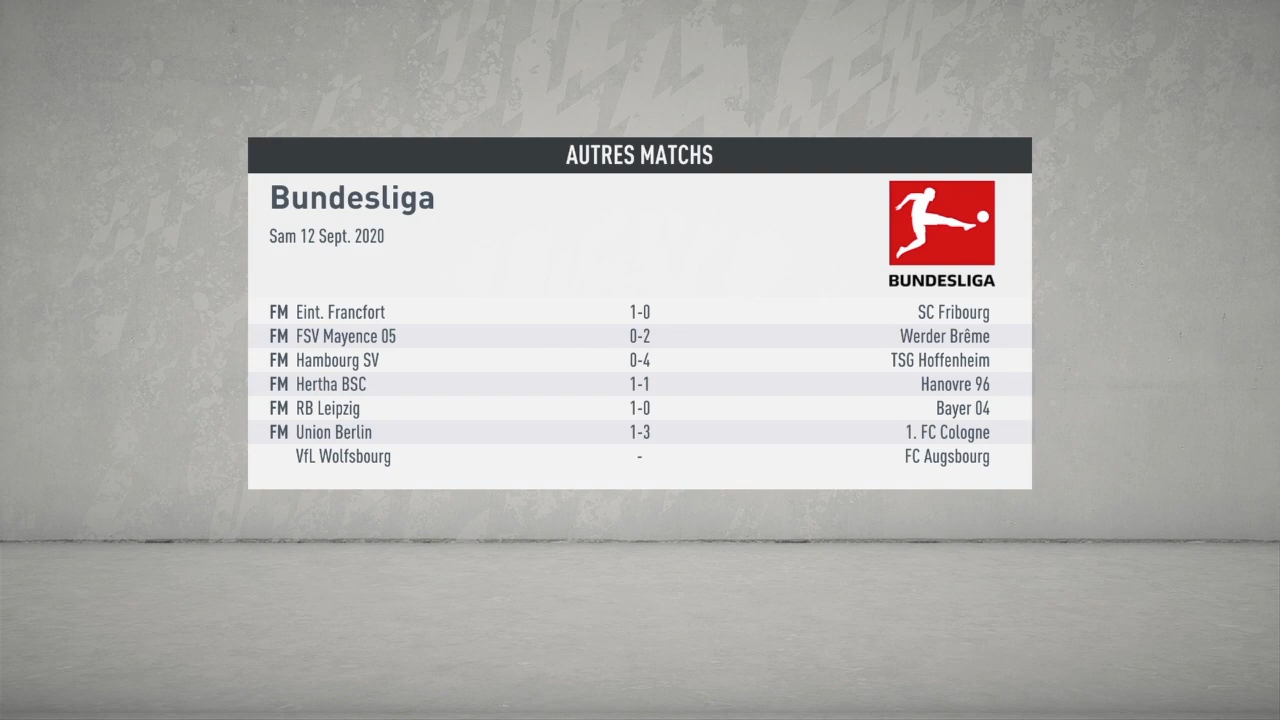 AUTRES MATCHS
Bundesliga
Sam 12 Sept. 2020
BUNDESLIGA
FM Eint. Francfort 1-0 SC Fribourg
FM FSV Mayence 05 0-2 Werder Brême
FM Hambourg SV 0-4 TSG Hoffenheim
FM Hertha BSC 1-1 Hanovre 96
FM RB Leipzig 1-0 Bayer 04
FM Union Berlin 1-3 1. FC Cologne
VfL Wolfsbourg - FC Augsbourg